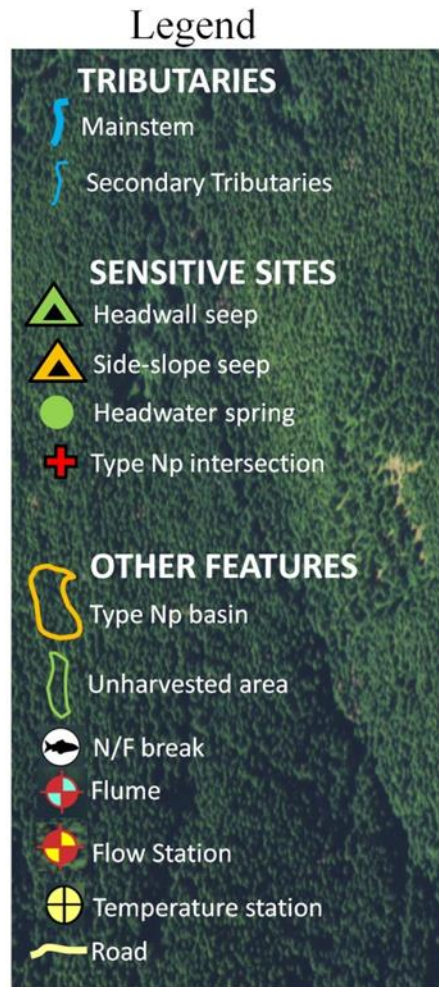 Legend
TRIBUTARIES
Mainstem
Secondary Tributaries
SENSITIVE SITES
Headwall seep
Side-slope seep
Headwater spring
Type Np intersection
OTHER FEATURES
Type Np basin
Unharvested area
N/F break
Flume
Flow Station
Temperature station
Road